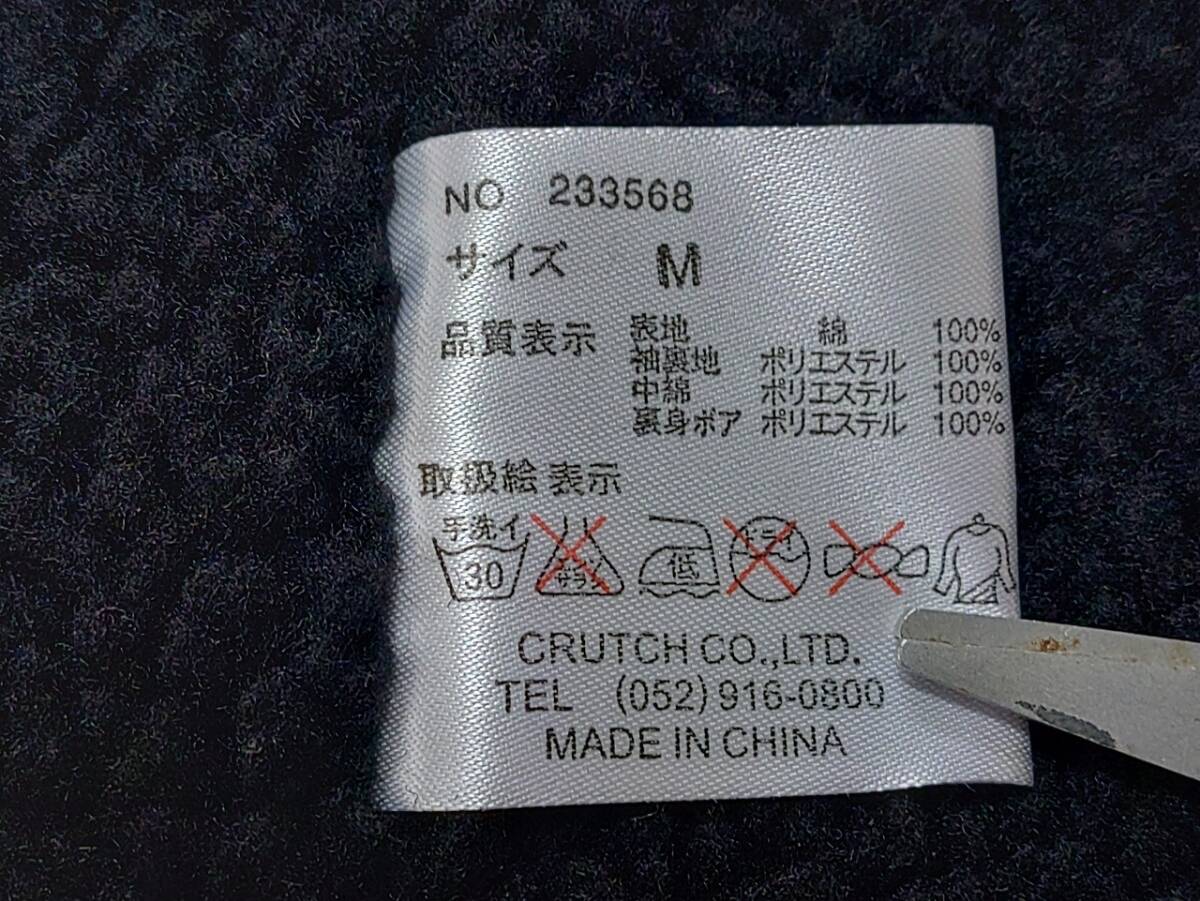 NO 233568
サイズ M
品質表示 表地 綿 100%
袖裏地 ポリエステル 100%
中綿 ポリエステル 100%
裏身ボア ポリエステル 100%
取扱絵表示
手洗イ 30 低
CRUTCH CO.,LTD.
TEL (052)916-0800
MADE IN CHINA